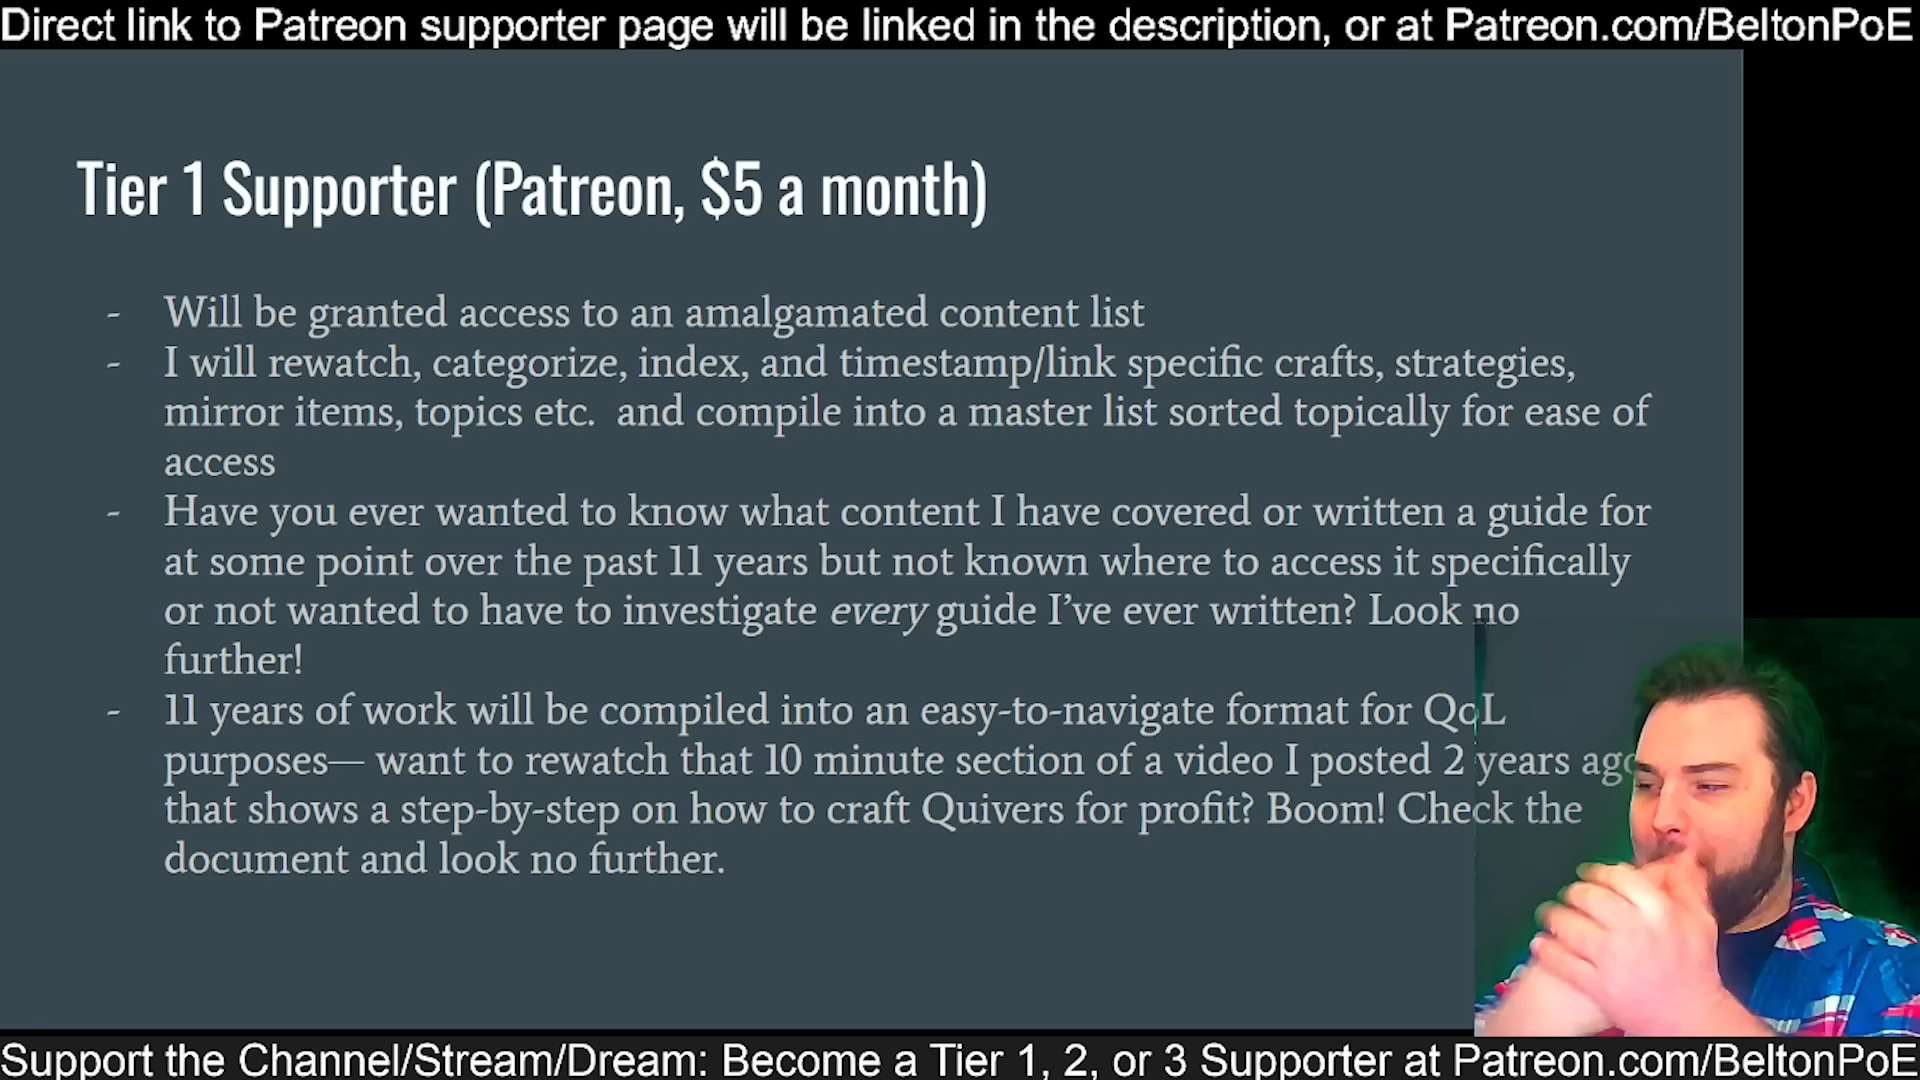 Direct link to Patreon supporter page will be linked in the description, or at Patreon.com/BeltonPoE
Tier 1 Supporter (Patreon, $5 a month)
- Will be granted access to an amalgamated content list
- I will rewatch, categorize, index, and timestamp/link specific crafts, strategies,
mirror items, topics etc.  and compile into a master list sorted topically for ease of
access
- Have you ever wanted to know what content I have covered or written a guide for
at some point over the past 11 years but not known where to access it specifically
or not wanted to have to investigate every guide I've ever written? Look no
further!
- 11 years of work will be compiled into an easy-to-navigate format for QoL
purposes— want to rewatch that 10 minute section of a video I posted 2 years ago
that shows a step-by-step on how to craft Quivers for profit? Boom! Check the
document and look no further.
Support the Channel/Stream/Dream: Become a Tier 1, 2, or 3 Supporter at Patreon.com/BeltonPoE